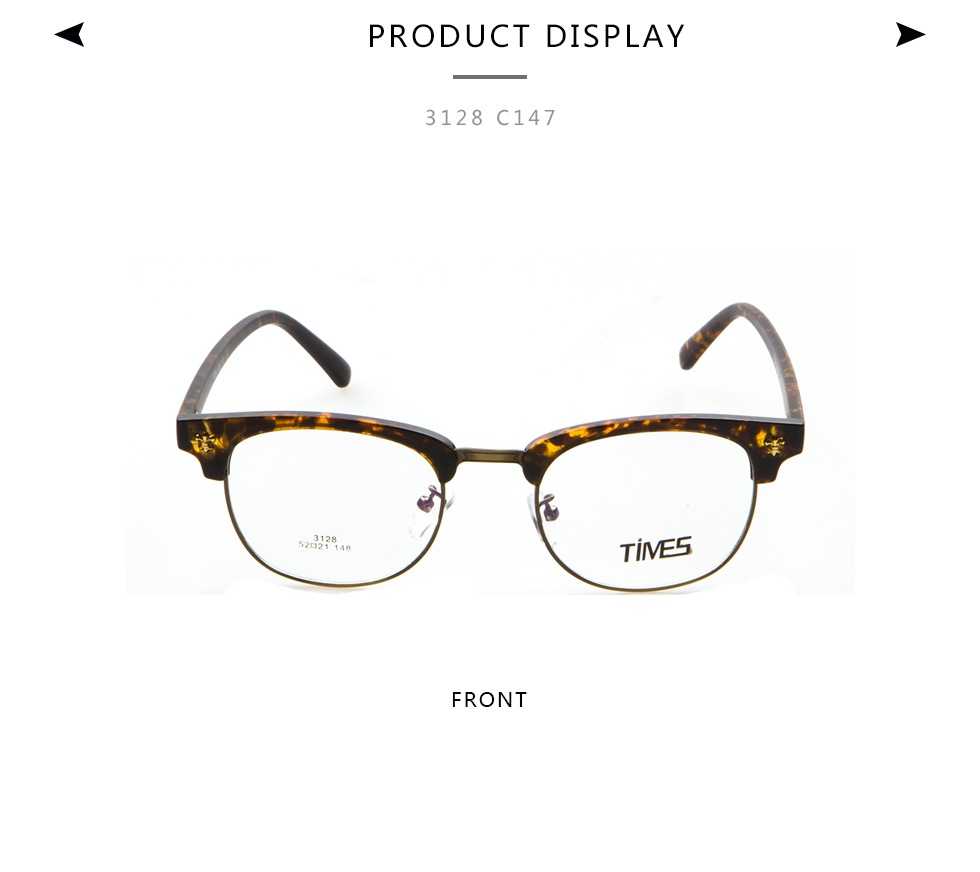 PRODUCT DISPLAY
3128 C147
3128
52□21 148
TIMES
FRONT